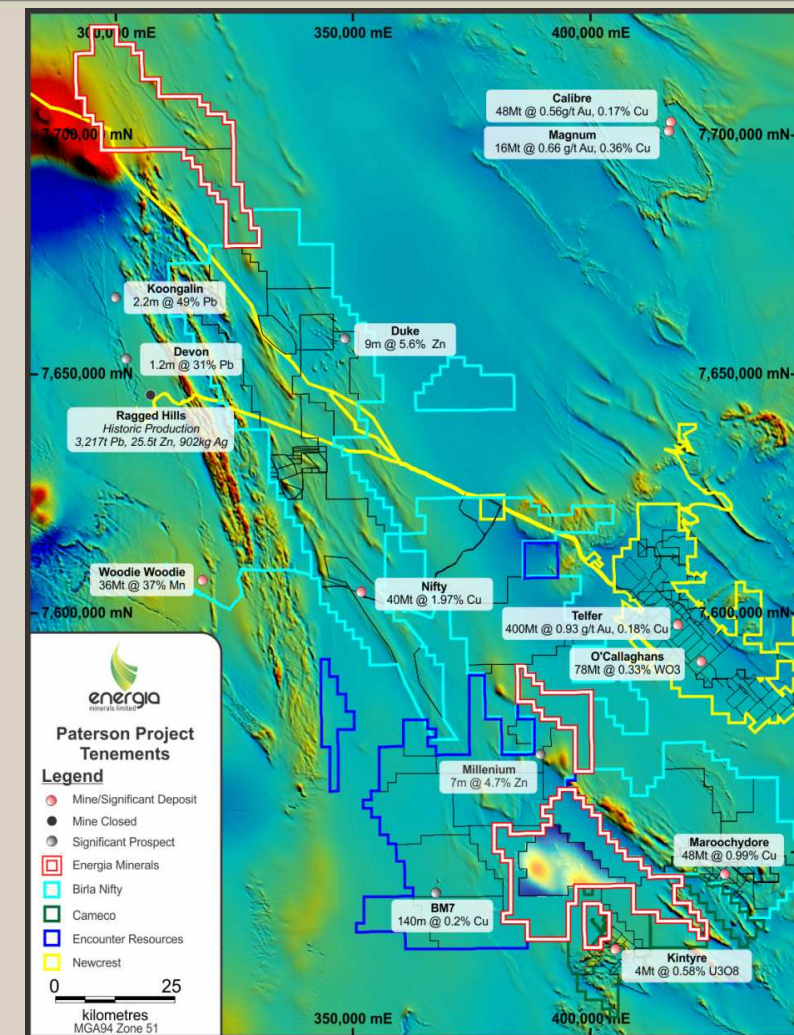 300,000 mE
350,000 mE
400,000 mE
Calibre
48Mt @ 0.56g/t Au, 0.17% Cu
7,700,000 mN
7,700,000 mN
Magnum
16Mt @ 0.66 g/t Au, 0.36% Cu
Koongalin
2.2m @ 49% Pb
Duke
9m @ 5.6% Zn
Devon
1.2m @ 31% Pb
7,650,000 mN
7,650,000 mN
Ragged Hills
Historic Production
3,217t Pb, 25.5t Zn, 902kg Ag
Woodie Woodie
36Mt @ 37% Mn
Nifty
40Mt @ 1.97% Cu
7,600,000 mN
7,600,000 mN
Telfer
400Mt @ 0.93 g/t Au, 0.18% Cu
O'Callaghans
78Mt @ 0.33% WO3
energia
minerals limited
Paterson Project
Tenements
Legend
Mine/Significant Deposit
Mine Closed
Significant Prospect
Energia Minerals
Birla Nifty
Cameco
Encounter Resources
Newcrest
0 25
kilometres
MGA94 Zone 51
Millenium
7m @ 4.7% Zn
Maroochydore
48Mt @ 0.99% Cu
BM7
140m @ 0.2% Cu
Kintyre
4Mt @ 0.58% U3O8
350,000 mE
400,000 mE